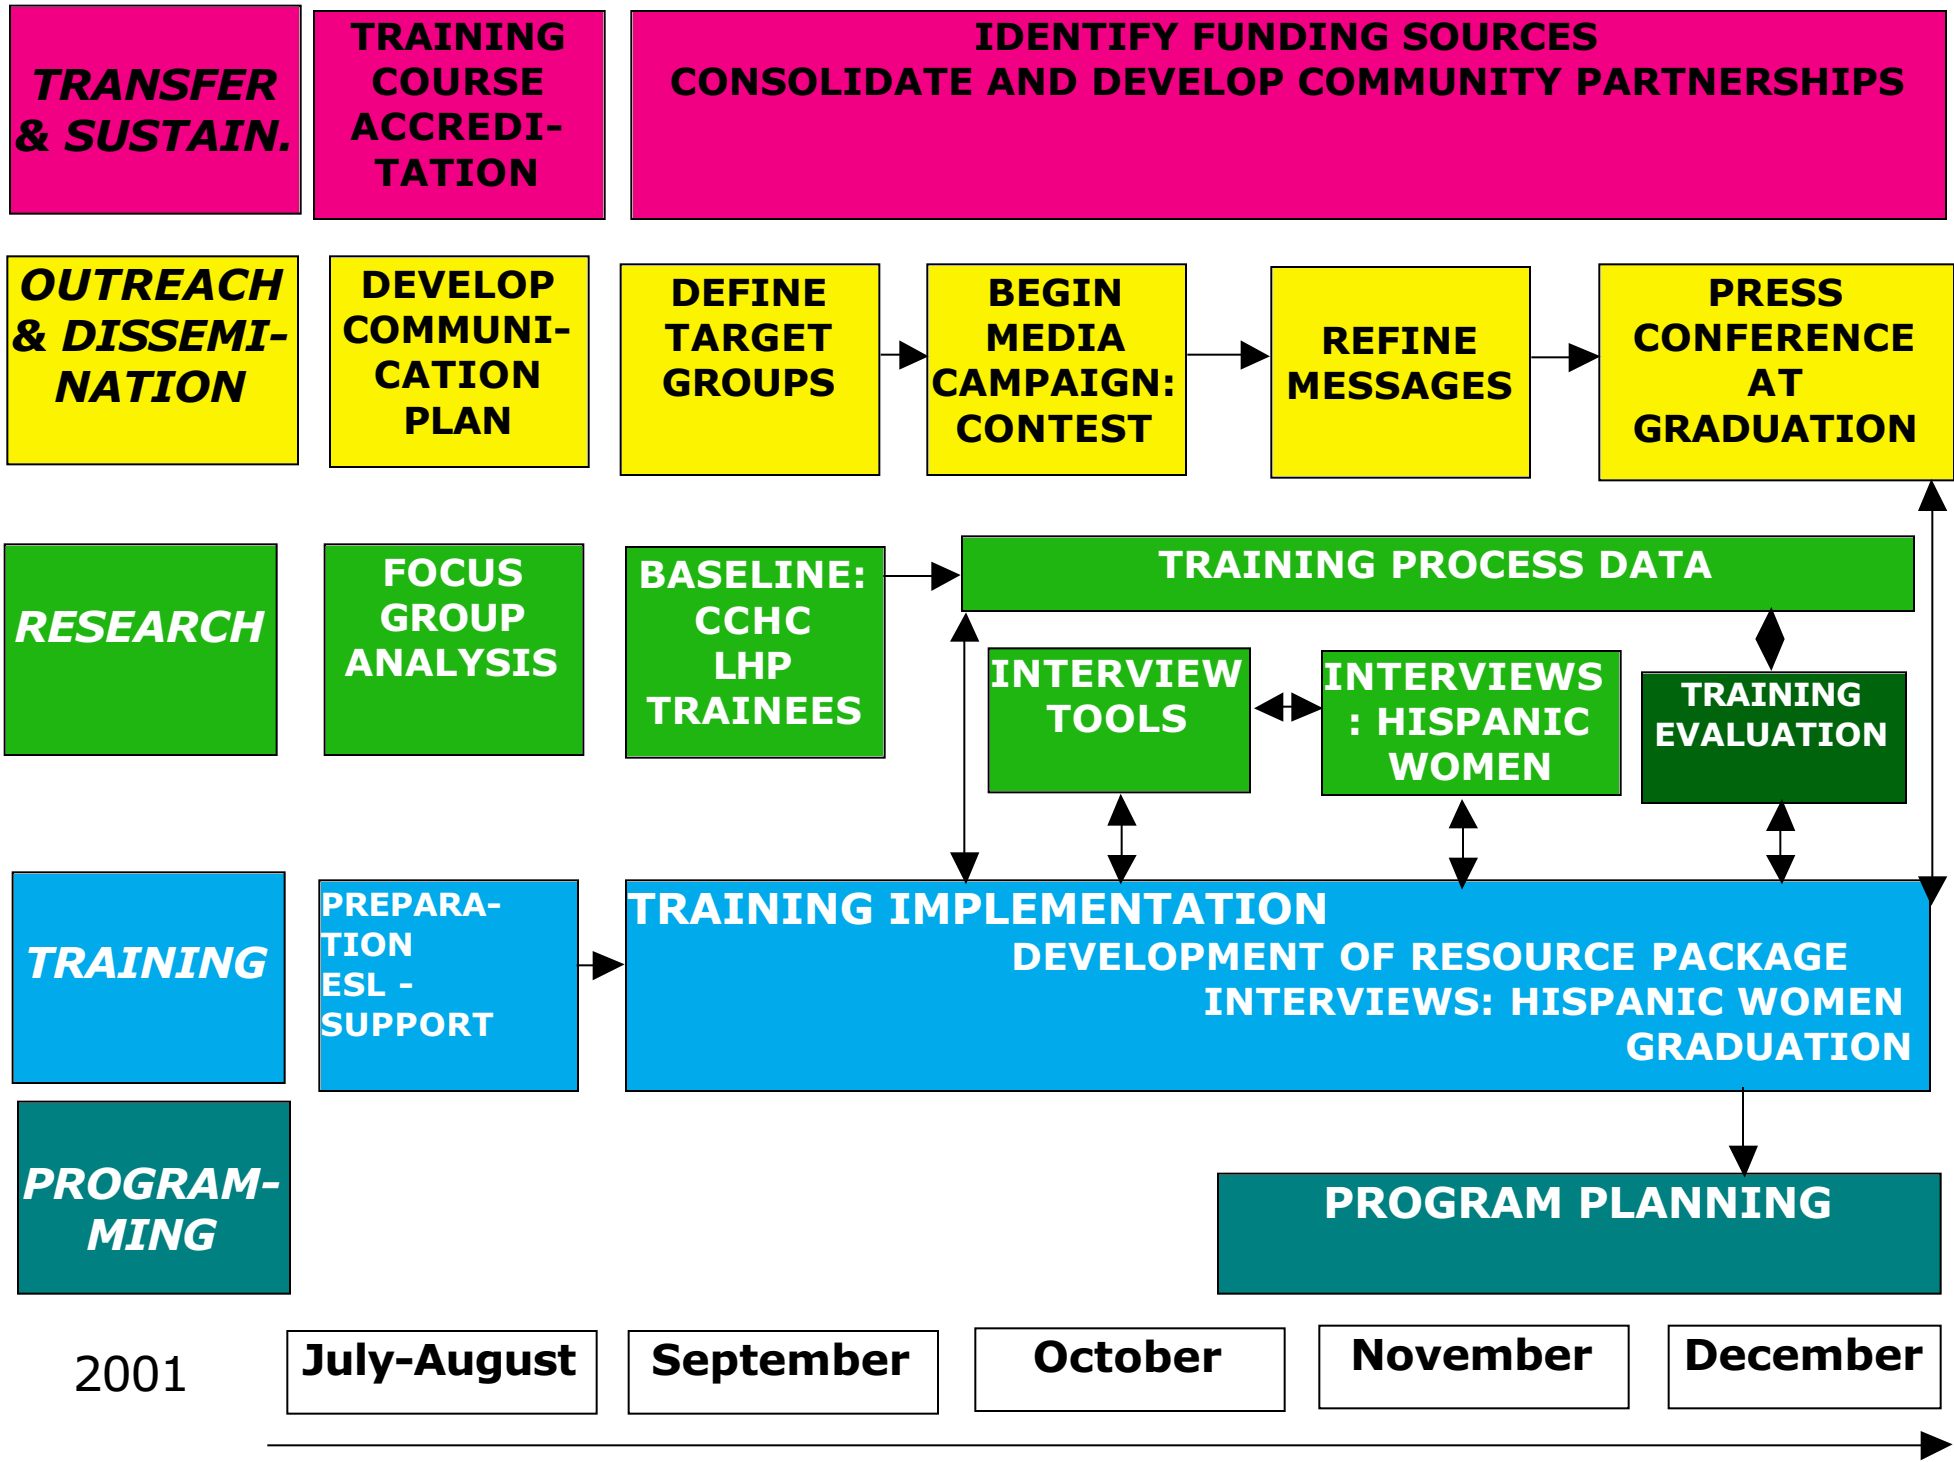 TRANSFER
& SUSTAIN.
TRAINING
COURSE
ACCREDI-
TATION
IDENTIFY FUNDING SOURCES
CONSOLIDATE AND DEVELOP COMMUNITY PARTNERSHIPS
OUTREACH
& DISSEMI-
NATION
DEVELOP
COMMUNI-
CATION
PLAN
DEFINE
TARGET
GROUPS
BEGIN
MEDIA
CAMPAIGN:
CONTEST
REFINE
MESSAGES
PRESS
CONFERENCE
AT
GRADUATION
RESEARCH
FOCUS
GROUP
ANALYSIS
BASELINE:
CCHC
LHP
TRAINEES
TRAINING PROCESS DATA
INTERVIEW
TOOLS
INTERVIEWS
: HISPANIC
WOMEN
TRAINING
EVALUATION
TRAINING
PREPARA-
TION
ESL -
SUPPORT
TRAINING IMPLEMENTATION
DEVELOPMENT OF RESOURCE PACKAGE
INTERVIEWS: HISPANIC WOMEN
GRADUATION
PROGRAM-
MING
PROGRAM PLANNING
2001
July-August
September
October
November
December